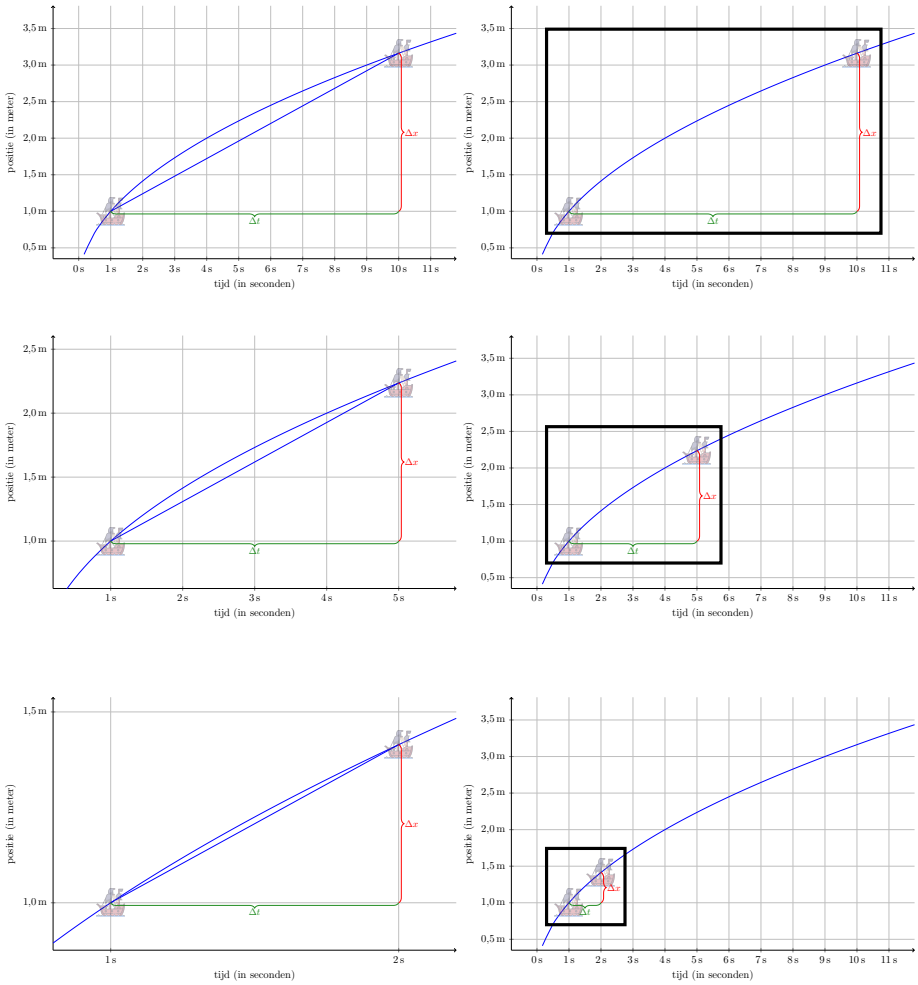 3,5 m
3,0 m
2,5 m
2,0 m
1,5 m
1,0 m
0,5 m
positie (in meter)
Δx
Δt
0 s 1 s 2 s 3 s 4 s 5 s 6 s 7 s 8 s 9 s 10 s 11 s
tijd (in seconden)
3,5 m
3,0 m
2,5 m
2,0 m
1,5 m
1,0 m
0,5 m
positie (in meter)
Δx
Δt
0 s 1 s 2 s 3 s 4 s 5 s 6 s 7 s 8 s 9 s 10 s 11 s
tijd (in seconden)
2,5 m
2,0 m
1,5 m
1,0 m
positie (in meter)
Δx
Δt
1 s 2 s 3 s 4 s 5 s
tijd (in seconden)
3,5 m
3,0 m
2,5 m
2,0 m
1,5 m
1,0 m
0,5 m
positie (in meter)
Δx
Δt
0 s 1 s 2 s 3 s 4 s 5 s 6 s 7 s 8 s 9 s 10 s 11 s
tijd (in seconden)
1,5 m
1,0 m
positie (in meter)
Δx
Δt
1 s 2 s
tijd (in seconden)
3,5 m
3,0 m
2,5 m
2,0 m
1,5 m
1,0 m
0,5 m
positie (in meter)
Δx
Δt
0 s 1 s 2 s 3 s 4 s 5 s 6 s 7 s 8 s 9 s 10 s 11 s
tijd (in seconden)